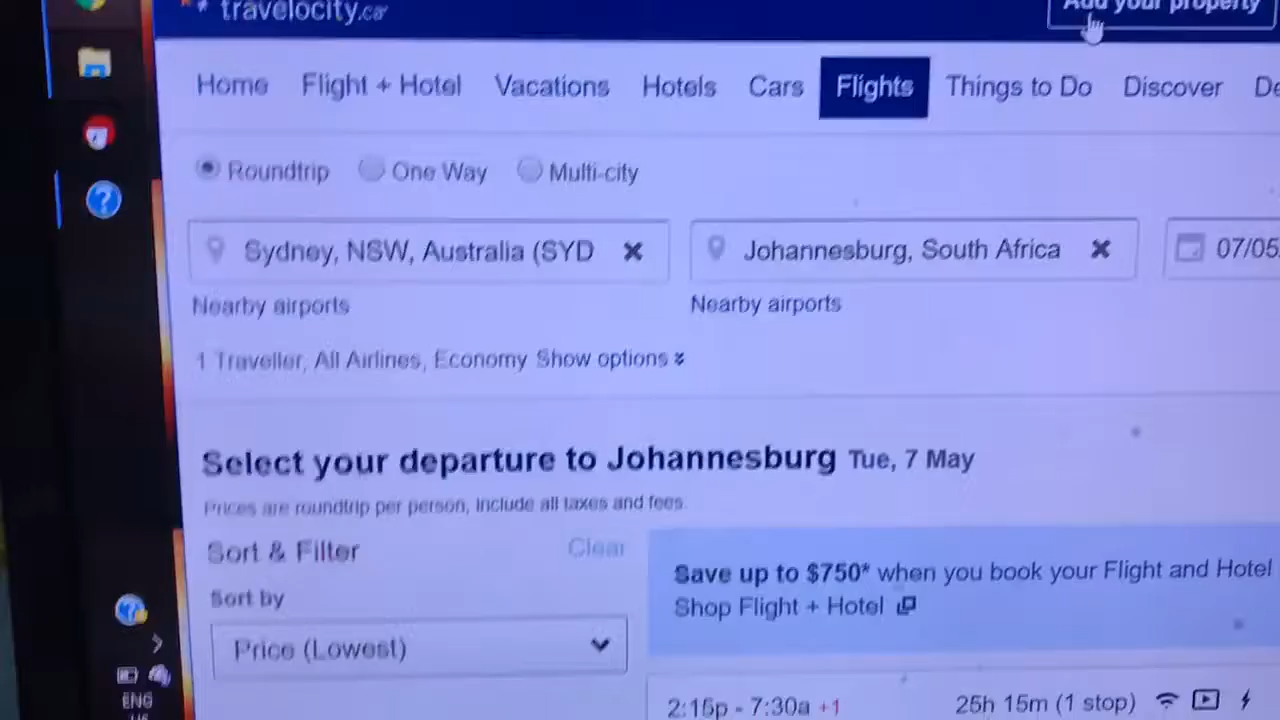 travelocity.ca
Add your property
Home Flight + Hotel Vacations Hotels Cars Flights Things to Do Discover
Roundtrip One Way Multi-city
Sydney, NSW, Australia (SYD Johannesburg, South Africa 07/05
Nearby airports Nearby airports
1 Traveller, All Airlines, Economy Show options
Select your departure to Johannesburg Tue, 7 May
Prices are roundtrip per person, include all taxes and fees.
Sort & Filter Clear
Save up to $750* when you book your Flight and Hotel
Sort by
Shop Flight + Hotel
Price (Lowest)
2:15p - 7:30a +1 25h 15m (1 stop)
ENG